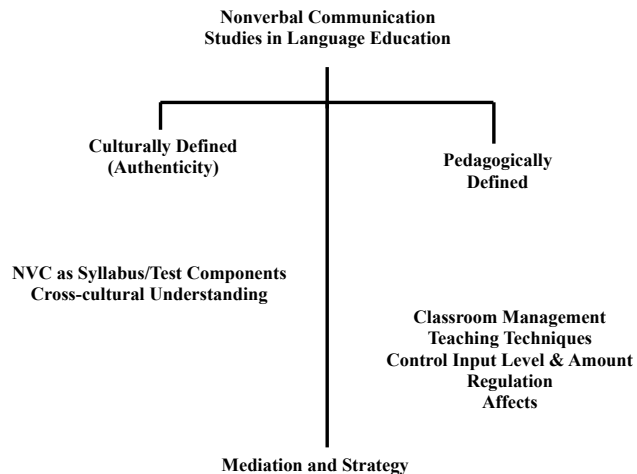 Nonverbal Communication
Studies in Language Education
Culturally Defined
(Authenticity)
Pedagogically
Defined
NVC as Syllabus/Test Components
Cross-cultural Understanding
Classroom Management
Teaching Techniques
Control Input Level & Amount
Regulation
Affects
Mediation and Strategy